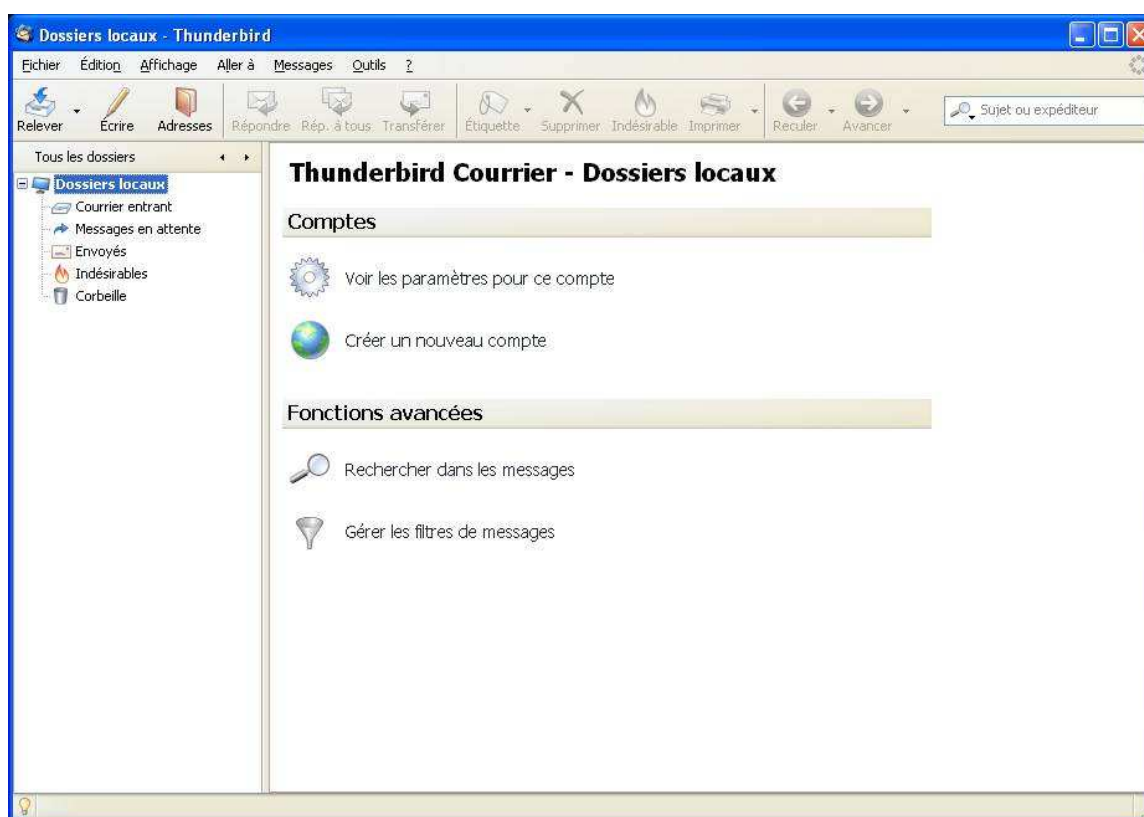 Dossiers locaux - Thunderbird
Fichier Édition Affichage Aller à Messages Outils ?
Relever Écrire Adresses Répondre Rép. à tous Transférer Étiquette Supprimer Indésirable Imprimer Reculer Avancer Sujet ou expéditeur
Tous les dossiers
Dossiers locaux
Courrier entrant
Messages en attente
Envoyés
Indésirables
Corbeille
Thunderbird Courrier - Dossiers locaux
Comptes
Voir les paramètres pour ce compte
Créer un nouveau compte
Fonctions avancées
Rechercher dans les messages
Gérer les filtres de messages